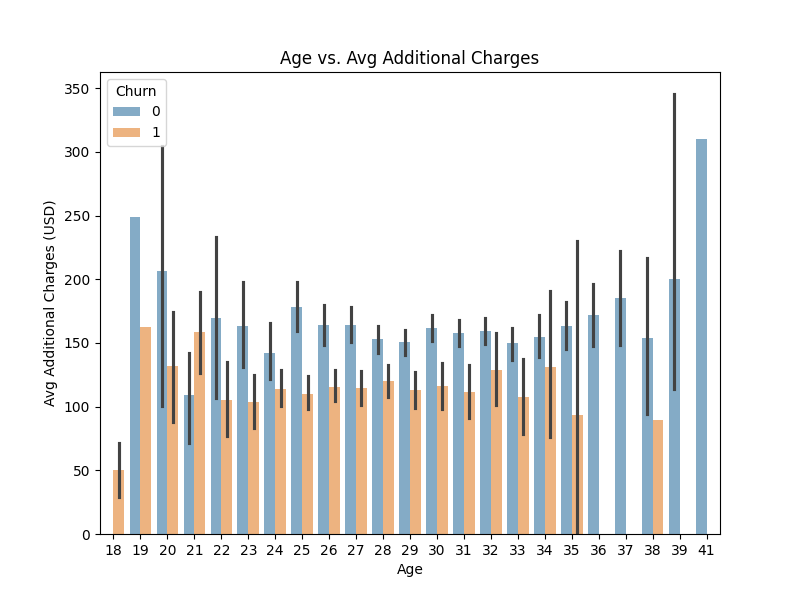 Age vs. Avg Additional Charges
Churn
0
1
350
300
250
200
150
100
50
0
Avg Additional Charges (USD)
18 19 20 21 22 23 24 25 26 27 28 29 30 31 32 33 34 35 36 37 38 39 41
Age